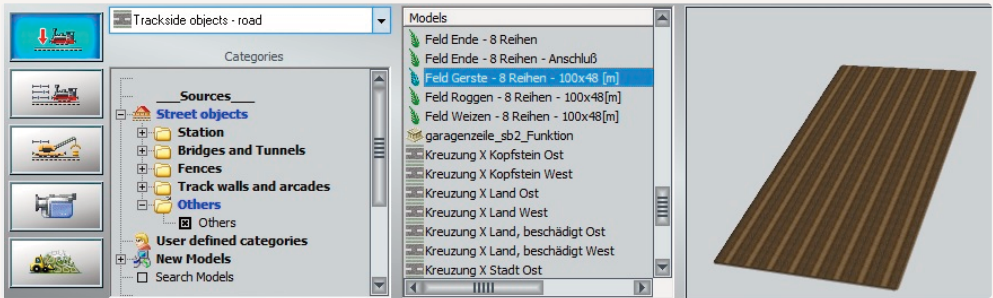 Trackside objects - road
Categories
___Sources___
Street objects
Station
Bridges and Tunnels
Fences
Track walls and arcades
Others
Others
User defined categories
New Models
Search Models
Models
Feld Ende - 8 Reihen
Feld Ende - 8 Reihen - Anschluß
Feld Gerste - 8 Reihen - 100x48 [m]
Feld Roggen - 8 Reihen - 100x48[m]
Feld Weizen - 8 Reihen - 100x48[m]
garagenzeile_sb2_Funktion
Kreuzung X Kopfstein Ost
Kreuzung X Kopfstein West
Kreuzung X Land Ost
Kreuzung X Land West
Kreuzung X Land, beschädigt Ost
Kreuzung X Land, beschädigt West
Kreuzung X Stadt Ost